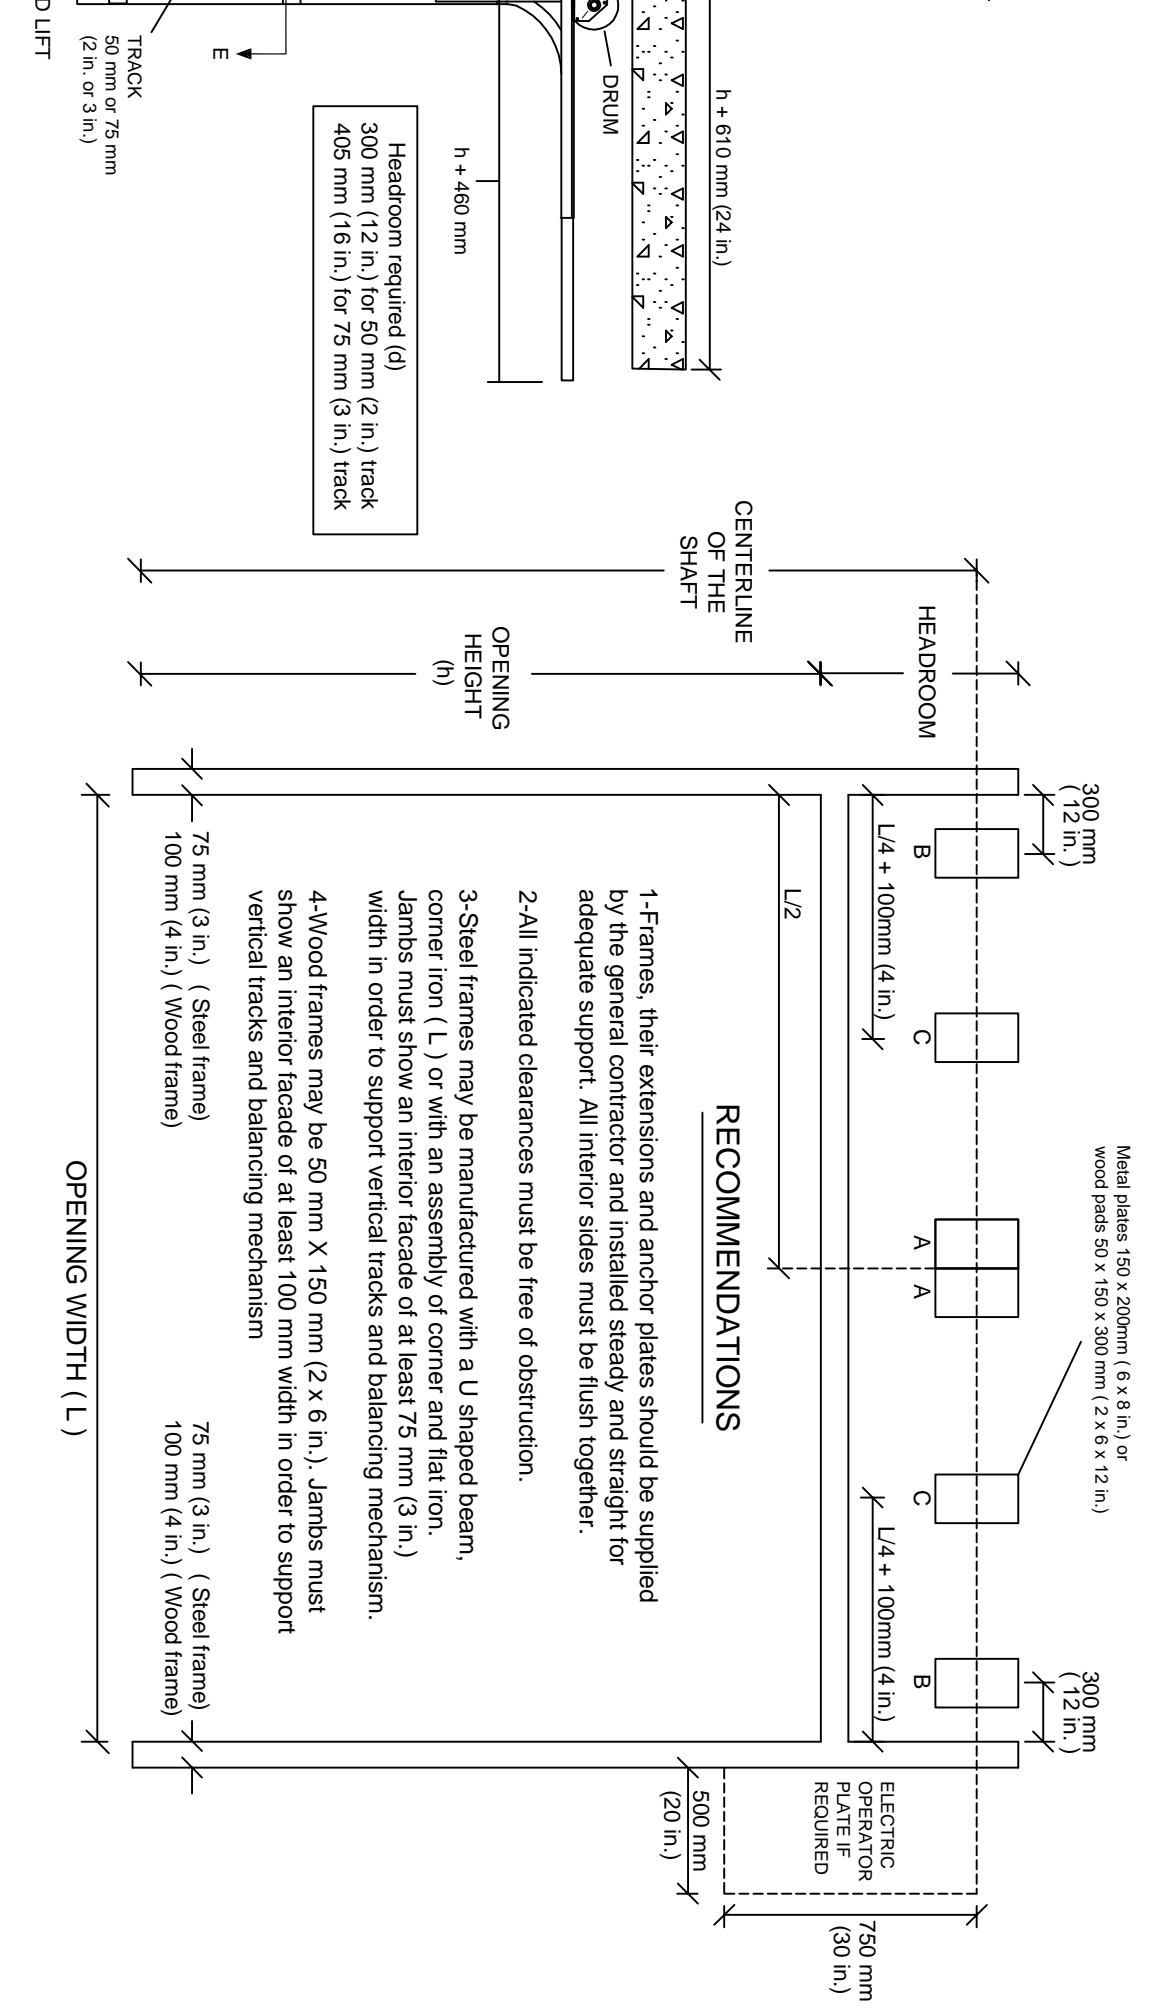 h + 610 mm (24 in.)
DRUM
h + 460 mm
Headroom required (d)
300 mm (12 in.) for 50 mm (2 in.) track
405 mm (16 in.) for 75 mm (3 in.) track
E
TRACK
50 mm or 75 mm
(2 in. or 3 in.)
D LIFT
CENTERLINE
OF THE
SHAFT
HEADROOM
OPENING
HEIGHT
(h)
Metal plates 150 x 200mm ( 6 x 8 in.) or
wood pads 50 x 150 x 300 mm ( 2 x 6 x 12 in.)
300 mm
( 12 in. )
300 mm
( 12 in. )
B
C
A
A
C
B
L/4 + 100mm (4 in.)
L/4 + 100mm (4 in.)
L/2
ELECTRIC
OPERATOR
PLATE IF
REQUIRED
750 mm
(30 in.)
500 mm
(20 in.)
RECOMMENDATIONS
1-Frames, their extensions and anchor plates should be supplied
by the general contractor and installed steady and straight for
adequate support. All interior sides must be flush together.
2-All indicated clearances must be free of obstruction.
3-Steel frames may be manufactured with a U shaped beam,
corner iron ( L ) or with an assembly of corner and flat iron.
Jambs must show an interior facade of at least 75 mm (3 in.)
width in order to support vertical tracks and balancing mechanism.
4-Wood frames may be 50 mm X 150 mm (2 x 6 in.). Jambs must
show an interior facade of at least 100 mm width in order to support
vertical tracks and balancing mechanism
75 mm (3 in.) ( Steel frame)
100 mm (4 in.) ( Wood frame)
75 mm (3 in.) ( Steel frame)
100 mm (4 in.) ( Wood frame)
OPENING WIDTH ( L )